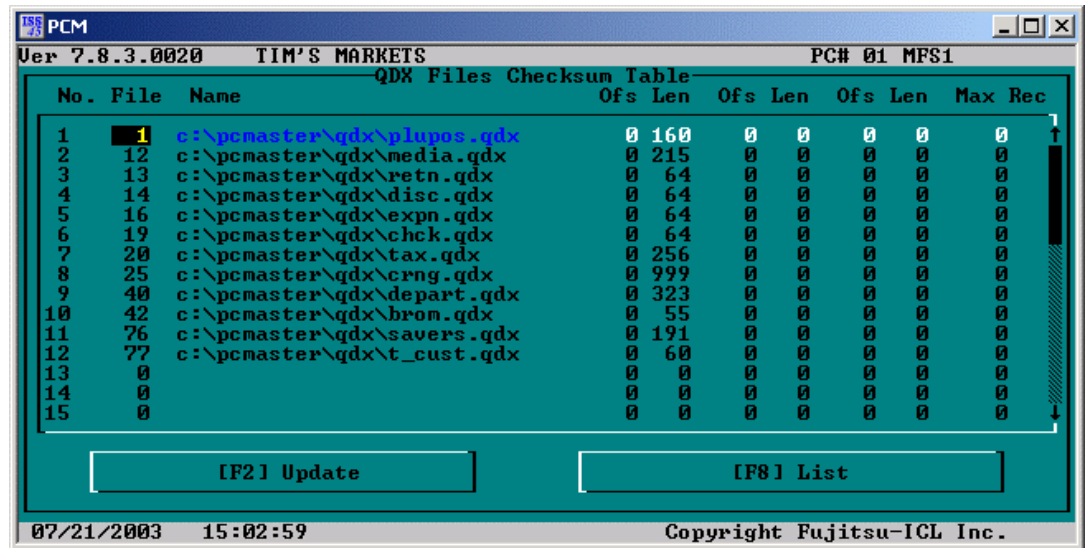 ISS 45 PCM
Ver 7.8.3.0020 TIM'S MARKETS PC# 01 MFS1
QDX Files Checksum Table
No. File Name Ofs Len Ofs Len Ofs Len Max Rec
1 1 c:\pcmaster\qdx\plupos.qdx 0 160 0 0 0 0 0
2 12 c:\pcmaster\qdx\media.qdx 0 215 0 0 0 0 0
3 13 c:\pcmaster\qdx\retn.qdx 0 64 0 0 0 0 0
4 14 c:\pcmaster\qdx\disc.qdx 0 64 0 0 0 0 0
5 16 c:\pcmaster\qdx\expn.qdx 0 64 0 0 0 0 0
6 19 c:\pcmaster\qdx\chck.qdx 0 64 0 0 0 0 0
7 20 c:\pcmaster\qdx\tax.qdx 0 256 0 0 0 0 0
8 25 c:\pcmaster\qdx\crng.qdx 0 999 0 0 0 0 0
9 40 c:\pcmaster\qdx\depart.qdx 0 323 0 0 0 0 0
10 42 c:\pcmaster\qdx\brom.qdx 0 55 0 0 0 0 0
11 76 c:\pcmaster\qdx\savers.qdx 0 191 0 0 0 0 0
12 77 c:\pcmaster\qdx\t_cust.qdx 0 60 0 0 0 0 0
13 0 0 0 0 0 0 0 0
14 0 0 0 0 0 0 0 0
15 0 0 0 0 0 0 0 0
[F2] Update [F8] List
07/21/2003 15:02:59 Copyright Fujitsu-ICL Inc.